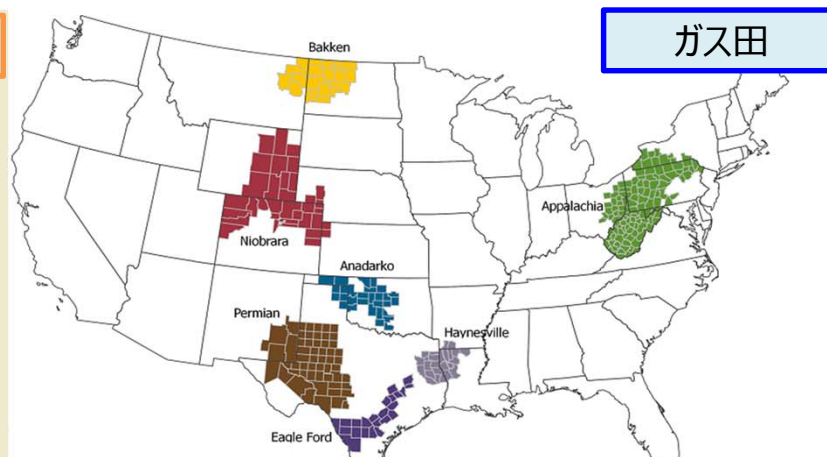 ガス田
Bakken
Appalachia
Niobrara
Anadarko
Permian
Haynesville
Eagle Ford